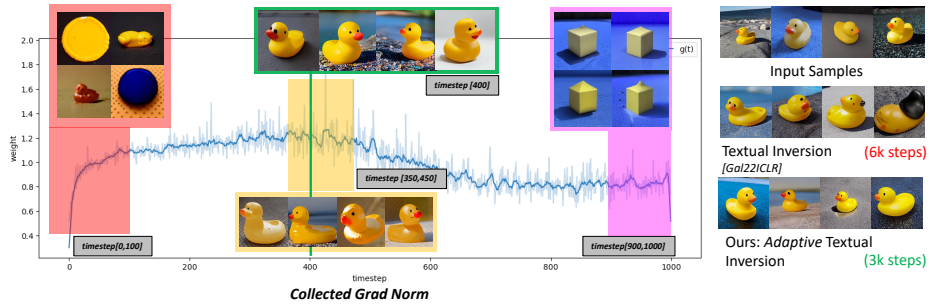 2.0
1.8
1.6
1.4
1.2
1.0
0.8
0.6
0.4
weight
0
200
400
600
800
1000
timestep
g(t)
timestep [400]
timestep [350,450]
timestep[0,100]
timestep[900,1000]
Collected Grad Norm
Input Samples
Textual Inversion (6k steps)
[Gal22ICLR]
Ours: Adaptive Textual
Inversion (3k steps)